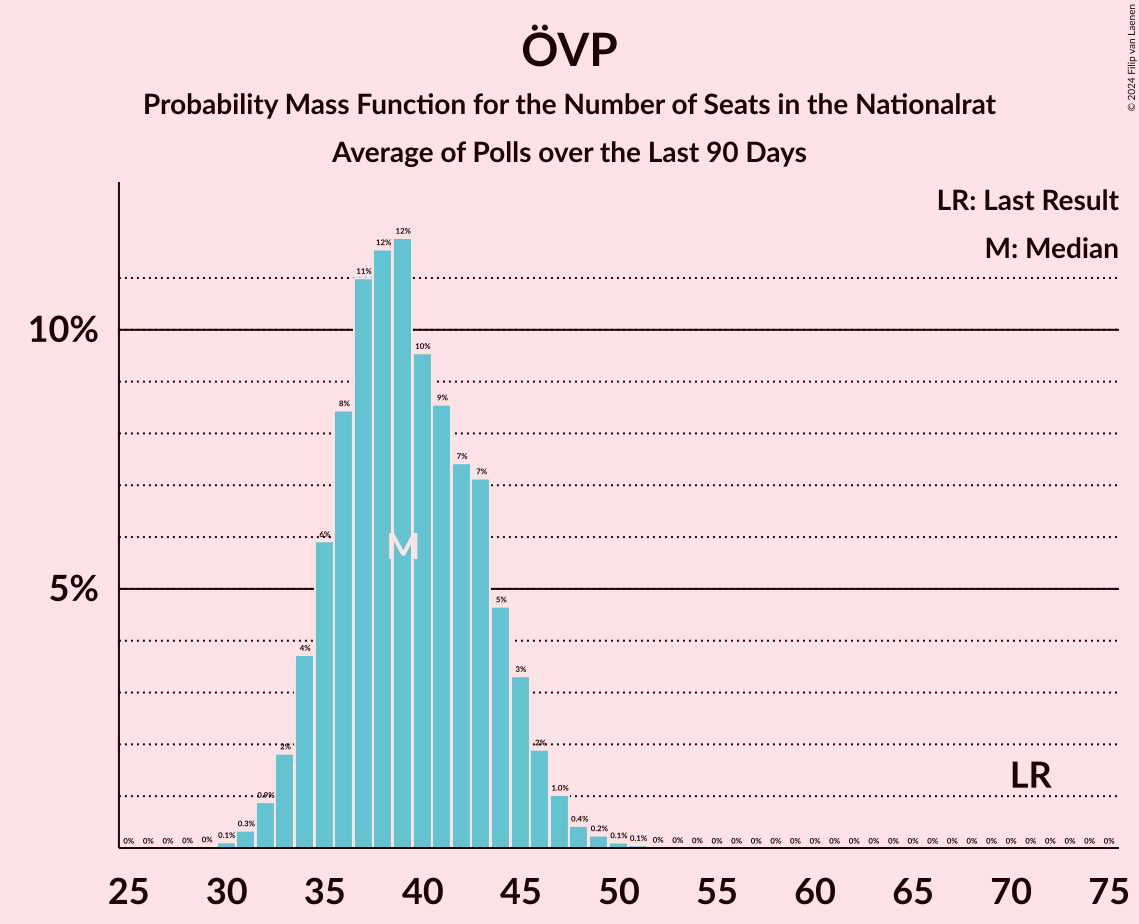 ÖVP
Probability Mass Function for the Number of Seats in the Nationalrat
Average of Polls over the Last 90 Days
© 2024 Filip van Laenen
LR: Last Result
M: Median
10%
5%
0% 0% 0% 0% 0% 0.1% 0.3% 0.9% 2% 4% 6% 8% 11% 12% 12% 10% 9% 7% 7% 5% 3% 2% 1.0% 0.4% 0.2% 0.1% 0.1% 0% 0% 0% 0% 0% 0% 0% 0% 0% 0% 0% 0% 0% 0% 0% 0% 0% 0% 0% 0% 0% 0% 0% 0%
M
LR
25 30 35 40 45 50 55 60 65 70 75